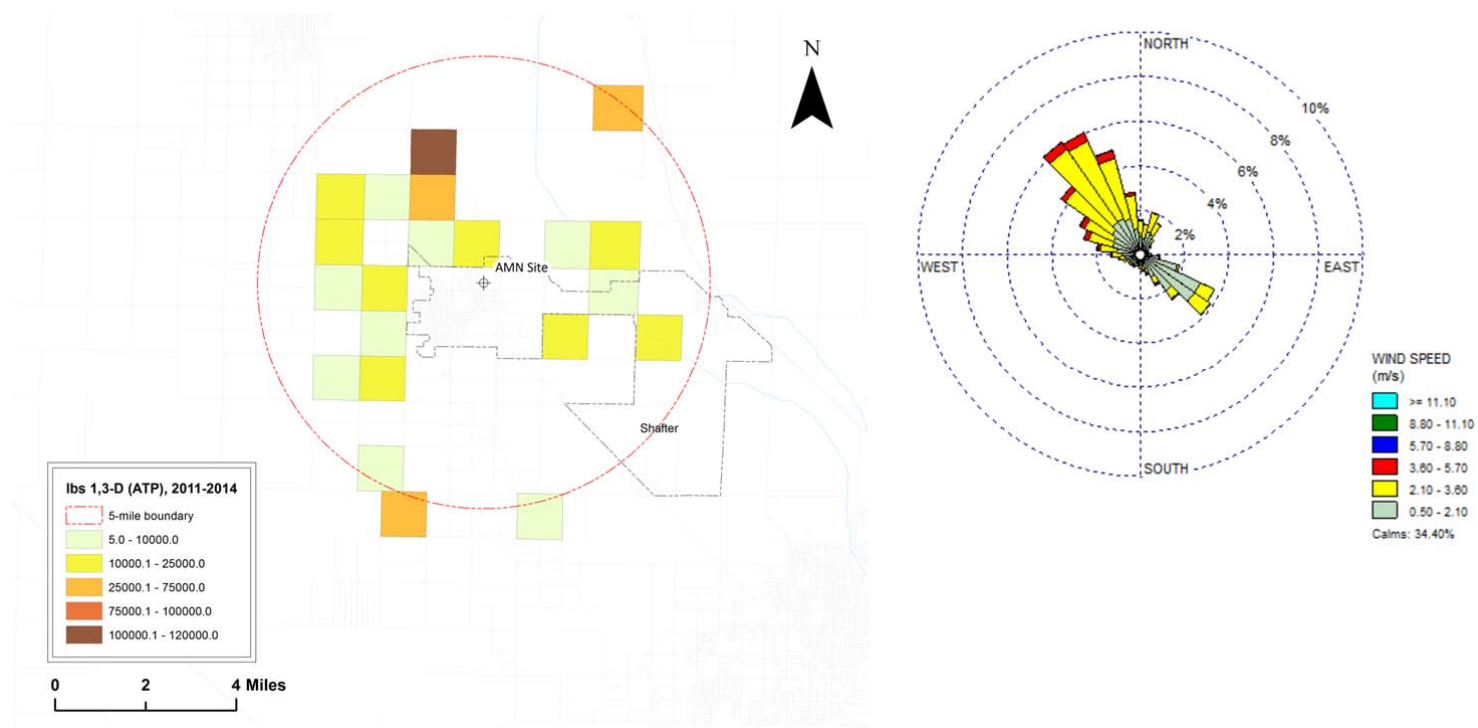 N
AMN Site
Shafter
lbs 1,3-D (ATP), 2011-2014
5-mile boundary
5.0 - 10000.0
10000.1 - 25000.0
25000.1 - 75000.0
75000.1 - 100000.0
100000.1 - 120000.0
0 2 4 Miles
NORTH
10%
8%
6%
4%
2%
WEST
EAST
SOUTH
WIND SPEED
(m/s)
>= 11.10
8.80 - 11.10
5.70 - 8.80
3.60 - 5.70
2.10 - 3.60
0.50 - 2.10
Calms: 34.40%